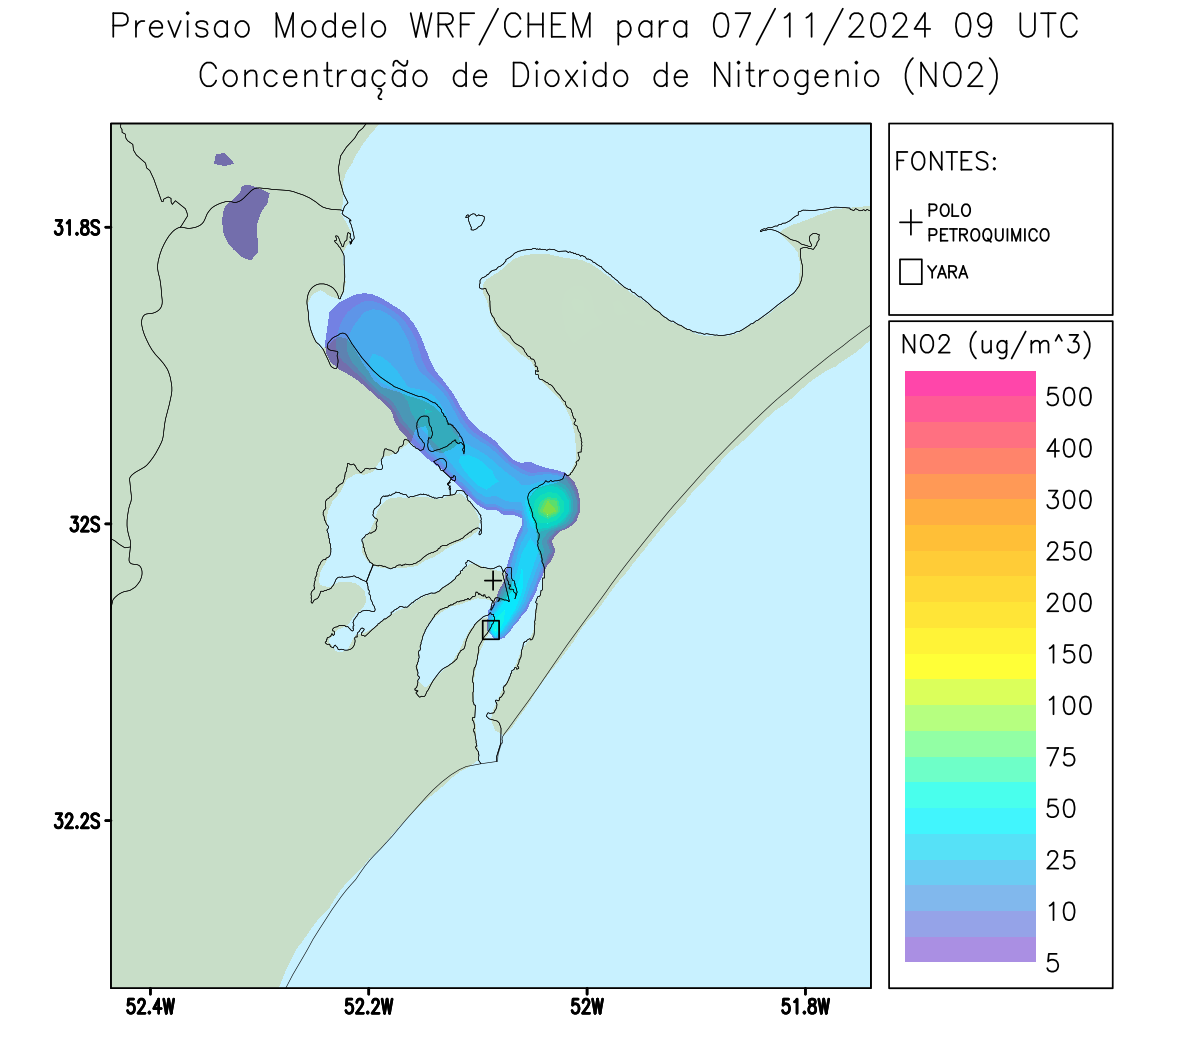 Previsao Modelo WRF/CHEM para 07/11/2024 09 UTC
Concentração de Dioxido de Nitrogenio (NO2)
FONTES:
POLO
PETROQUIMICO
YARA
NO2 (ug/m^3)
500
400
300
250
200
150
100
75
50
25
10
5
31.8S
32S
32.2S
52.4W
52.2W
52W
51.8W